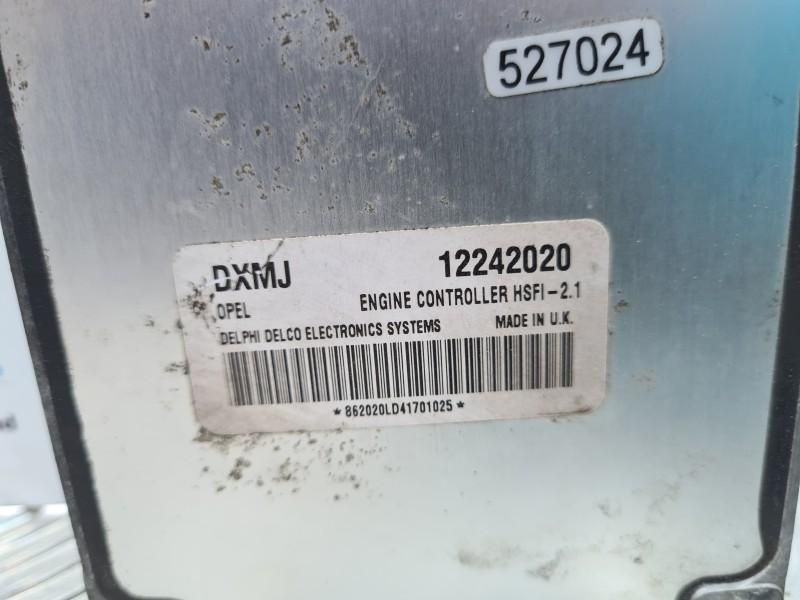 527024
DXMJ 12242020
OPEL ENGINE CONTROLLER HSFI-2.1
DELPHI DELCO ELECTRONICS SYSTEMS MADE IN U.K.
*862020LD41701025*